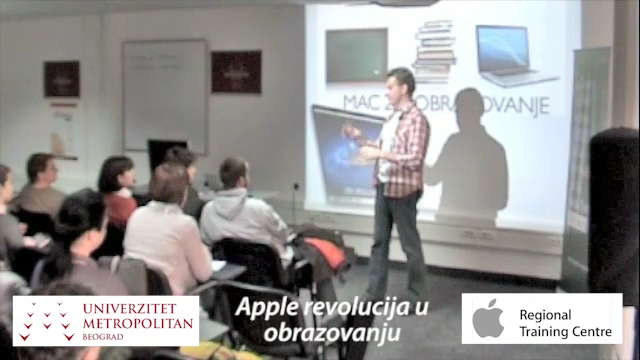 MAC ZA OBRAZOVANJE
UNIVERZITET
METROPOLITAN
BEOGRAD
Apple revolucija u
obrazovanju
Regional
Training Centre